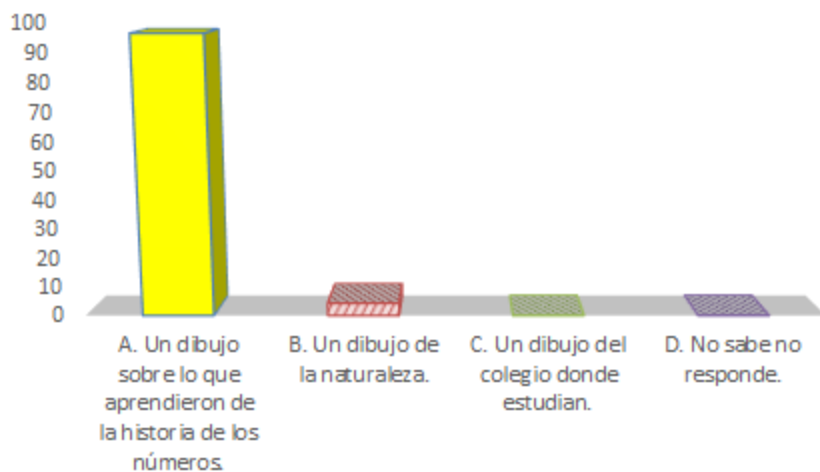 100
90
80
70
60
50
40
30
20
10
0
A. Un dibujo
sobre lo que
aprendieron de
la historia de los
números.
B. Un dibujo de
la naturaleza.
C. Un dibujo del
colegio donde
estudian.
D. No sabe no
responde.